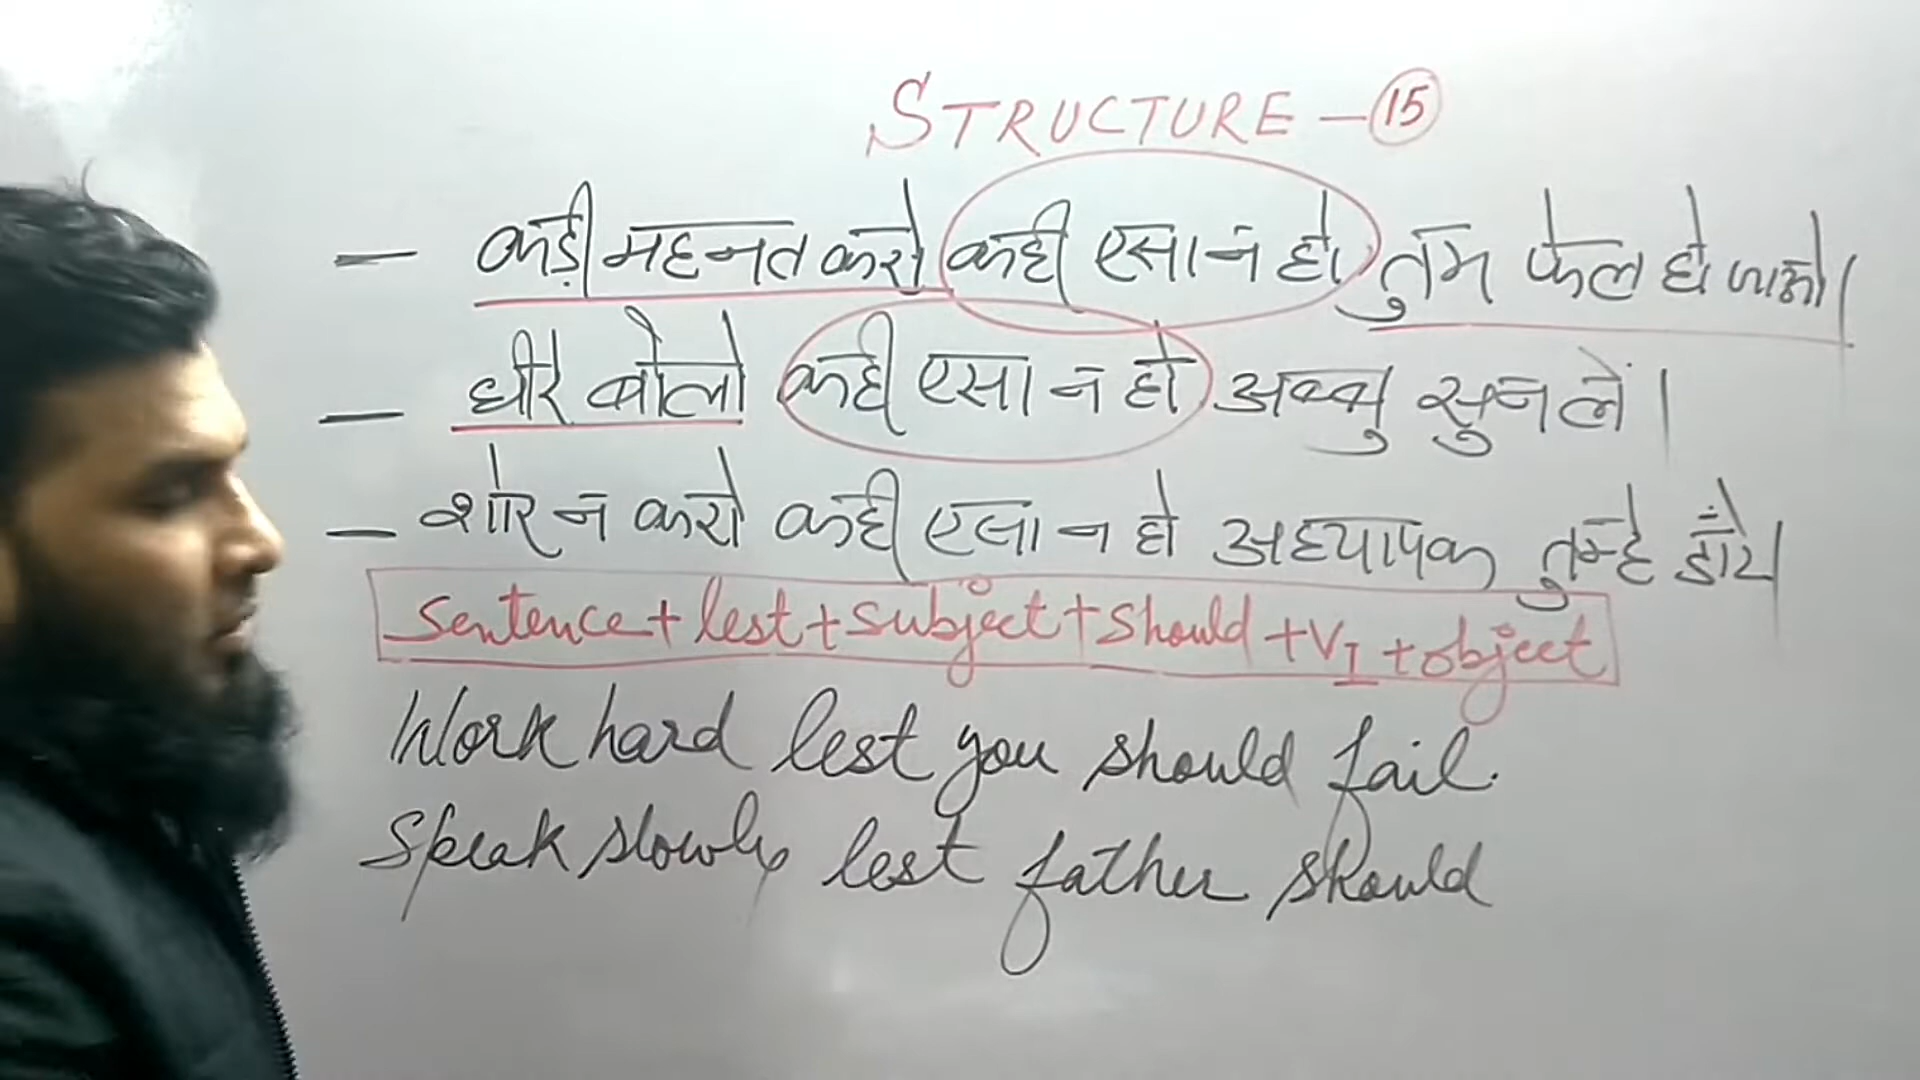 STRUCTURE - 15
— कड़ी महनत करो कही एसा न हो तुम फेल हो जाओ।
— धीरे बोलो कही एसा न हो अब्बु सुन लें।
— शोर न करो कही एसा न हो अध्यापक तुम्हे डाँटे।
Sentence + lest + subject + should + VI + object
Work hard lest you should fail.
Speak slowly lest father should